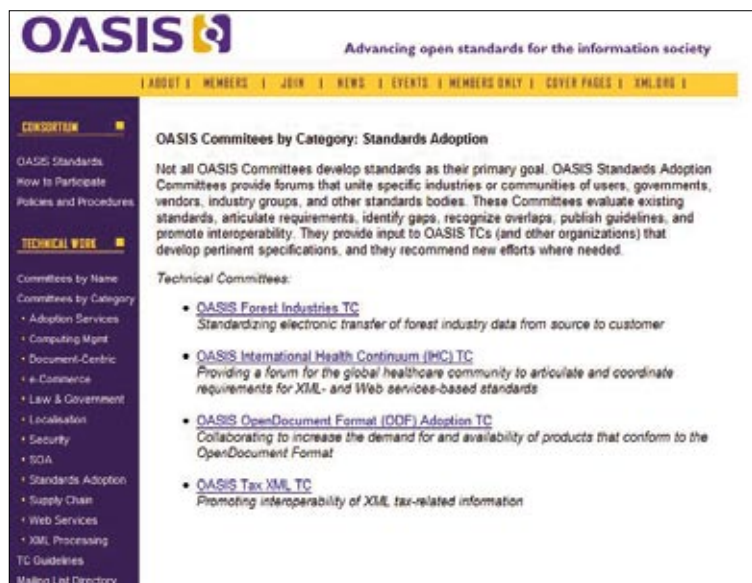 OASIS
Advancing open standards for the information society
| ABOUT | MEMBERS | JOIN | NEWS | EVENTS | MEMBERS ONLY | COVER PAGES | XML.ORG |
CONSORTIUM
OASIS Standards
How to Participate
Policies and Procedures
TECHNICAL WORK
Committees by Name
Committees by Category
• Adoption Services
• Computing Mgmt
• Document-Centric
• e-Commerce
• Law & Government
• Localisation
• Security
• SOA
• Standards Adoption
• Supply Chain
• Web Services
• XML Processing
TC Guidelines
Mailing List Directory
OASIS Commitees by Category: Standards Adoption
Not all OASIS Committees develop standards as their primary goal. OASIS Standards Adoption
Committees provide forums that unite specific industries or communities of users, governments,
vendors, industry groups, and other standards bodies. These Committees evaluate existing
standards, articulate requirements, identify gaps, recognize overlaps, publish guidelines, and
promote interoperability. They provide input to OASIS TCs (and other organizations) that
develop pertinent specifications, and they recommend new efforts where needed.
Technical Committees:
• OASIS Forest Industries TC
Standardizing electronic transfer of forest industry data from source to customer
• OASIS International Health Continuum (IHC) TC
Providing a forum for the global healthcare community to articulate and coordinate
requirements for XML- and Web services-based standards
• OASIS OpenDocument Format (ODF) Adoption TC
Collaborating to increase the demand for and availability of products that conform to the
OpenDocument Format
• OASIS Tax XML TC
Promoting interoperability of XML tax-related information